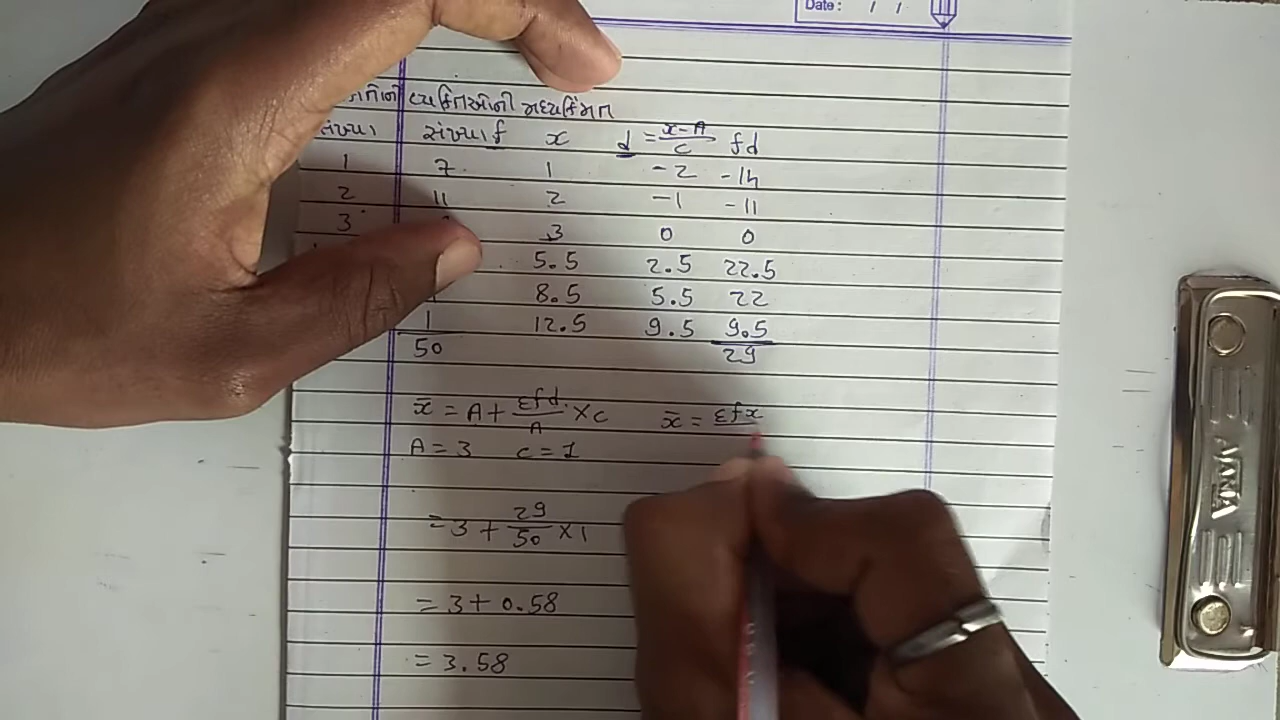 Date: / /
વ્યક્તિઓની મધ્યકિંમત
સંખ્યા f x d = x-A/c fd
1 7 1 -2 -14
2 11 2 -1 -11
3 3 0 0
5.5 2.5 22.5
8.5 5.5 22
1 12.5 9.5 9.5
50 29
x̄ = A + Σfd/A × c x̄ = Σfx
A = 3 c = 1
= 3 + 29/50 × 1
= 3 + 0.58
= 3.58